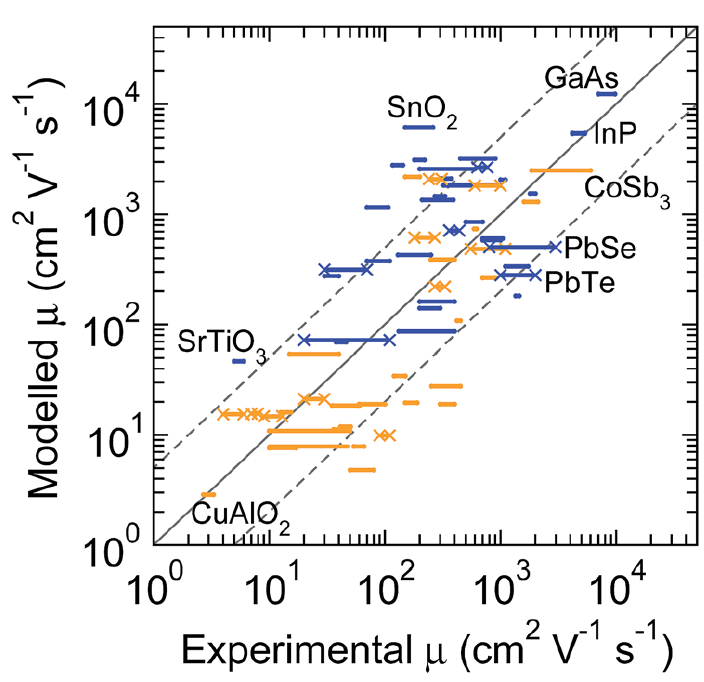 Modelled μ (cm² V⁻¹ s⁻¹)
10⁴
10³
10²
10¹
10⁰
GaAs
SnO₂
InP
CoSb₃
PbSe
PbTe
SrTiO₃
CuAlO₂
10⁰ 10¹ 10² 10³ 10⁴
Experimental μ (cm² V⁻¹ s⁻¹)